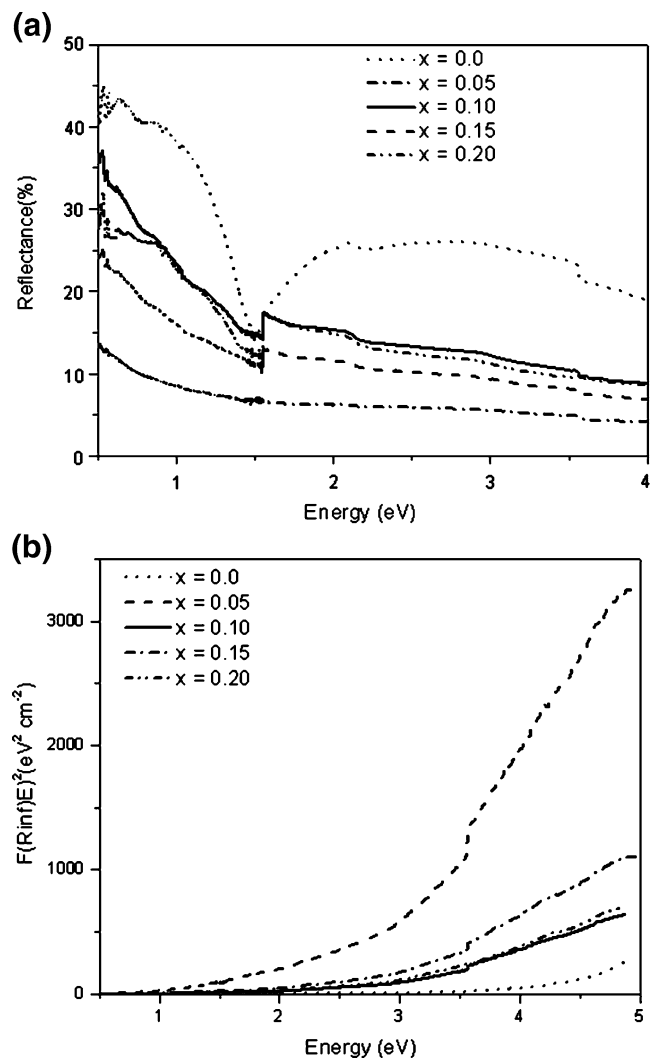 (a)
50
40
30
20
10
0
Reflectance(%)
x = 0.0
x = 0.05
x = 0.10
x = 0.15
x = 0.20
1
2
3
4
Energy (eV)
(b)
3000
2000
1000
0
F(Rinf)E)²(eV² cm⁻²)
x = 0.0
x = 0.05
x = 0.10
x = 0.15
x = 0.20
1
2
3
4
5
Energy (eV)